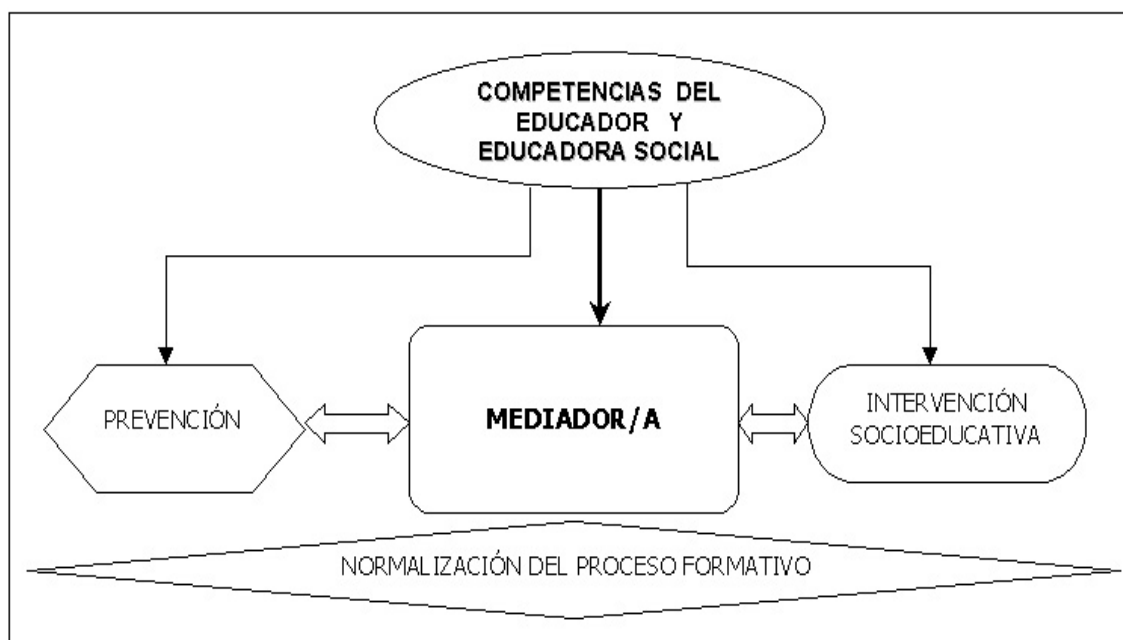 COMPETENCIAS DEL
EDUCADOR Y
EDUCADORA SOCIAL
PREVENCIÓN
MEDIADOR/A
INTERVENCIÓN
SOCIOEDUCATIVA
NORMALIZACIÓN DEL PROCESO FORMATIVO